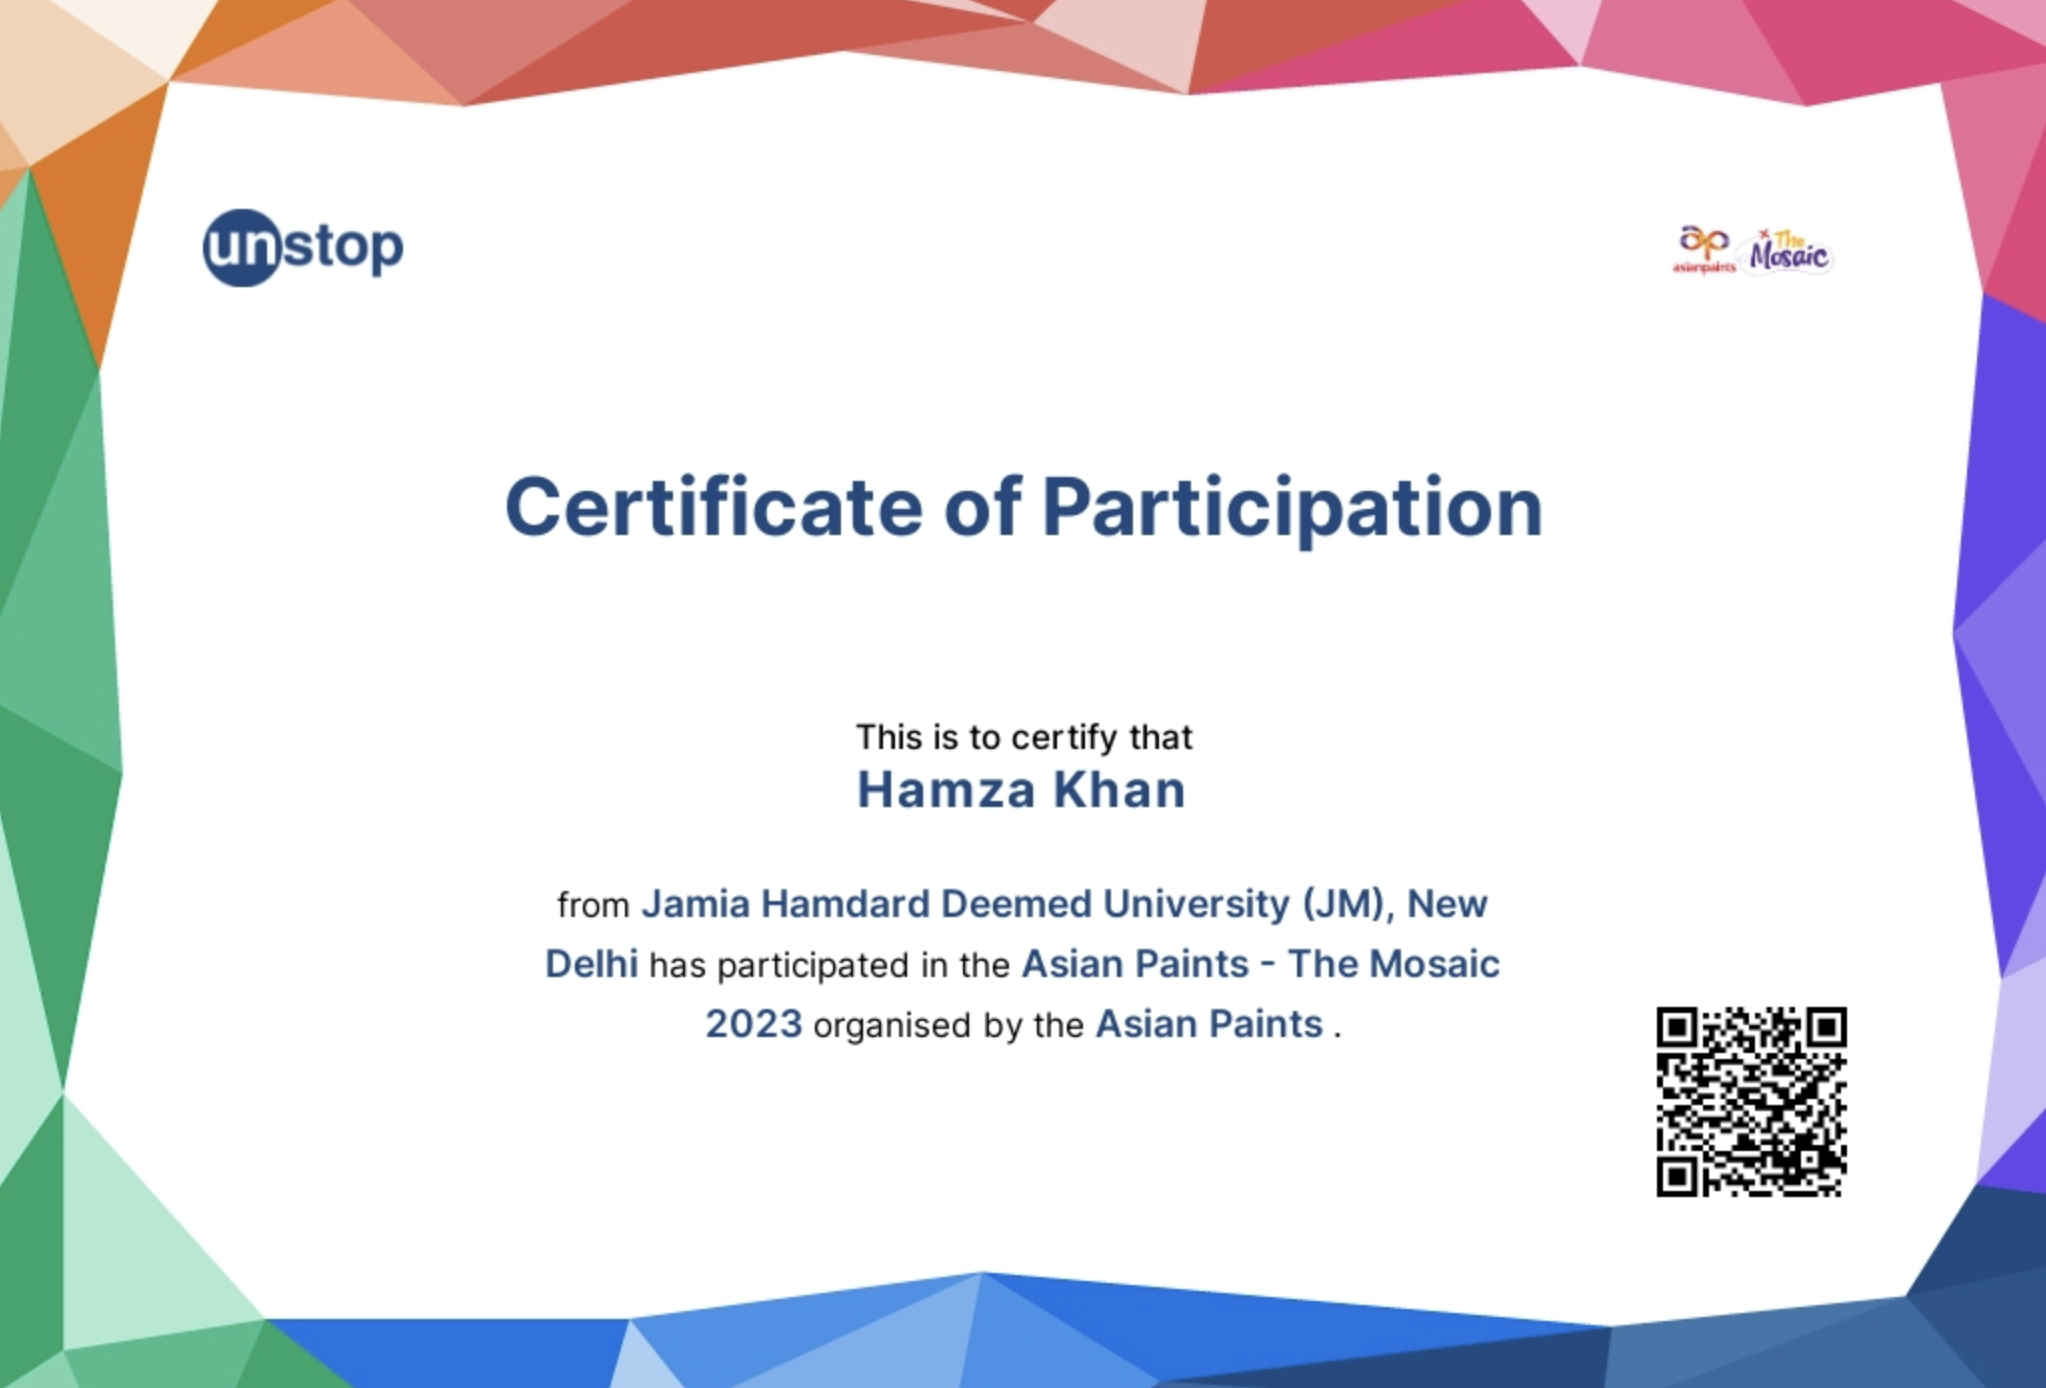 unstop
asianpaints
The
Mosaic
Certificate of Participation
This is to certify that
Hamza Khan
from Jamia Hamdard Deemed University (JM), New
Delhi has participated in the Asian Paints - The Mosaic
2023 organised by the Asian Paints .